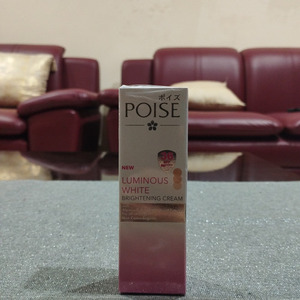 ポイズ
POISE
NEW
LUMINOUS
WHITE
BRIGHTENING CREAM